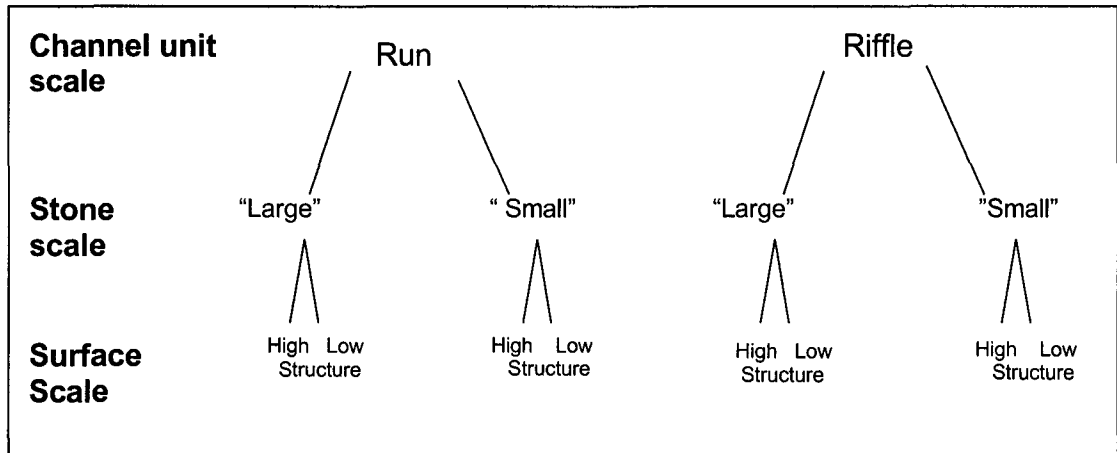 Channel unit
scale
Run
Riffle
Stone
scale
“Large”
“ Small”
“Large”
”Small”
Surface
Scale
High Low
Structure
High Low
Structure
High Low
Structure
High Low
Structure